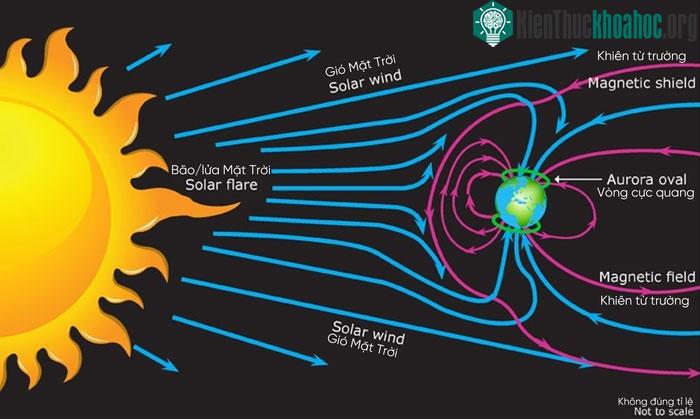 KienThuckhoahoc.org
Gió Mặt Trời
Solar wind
Khiên từ trường
Magnetic shield
Bão/lửa Mặt Trời
Solar flare
Aurora oval
Vòng cực quang
Magnetic field
Khiên từ trường
Solar wind
Gió Mặt Trời
Không đúng tỉ lệ
Not to scale